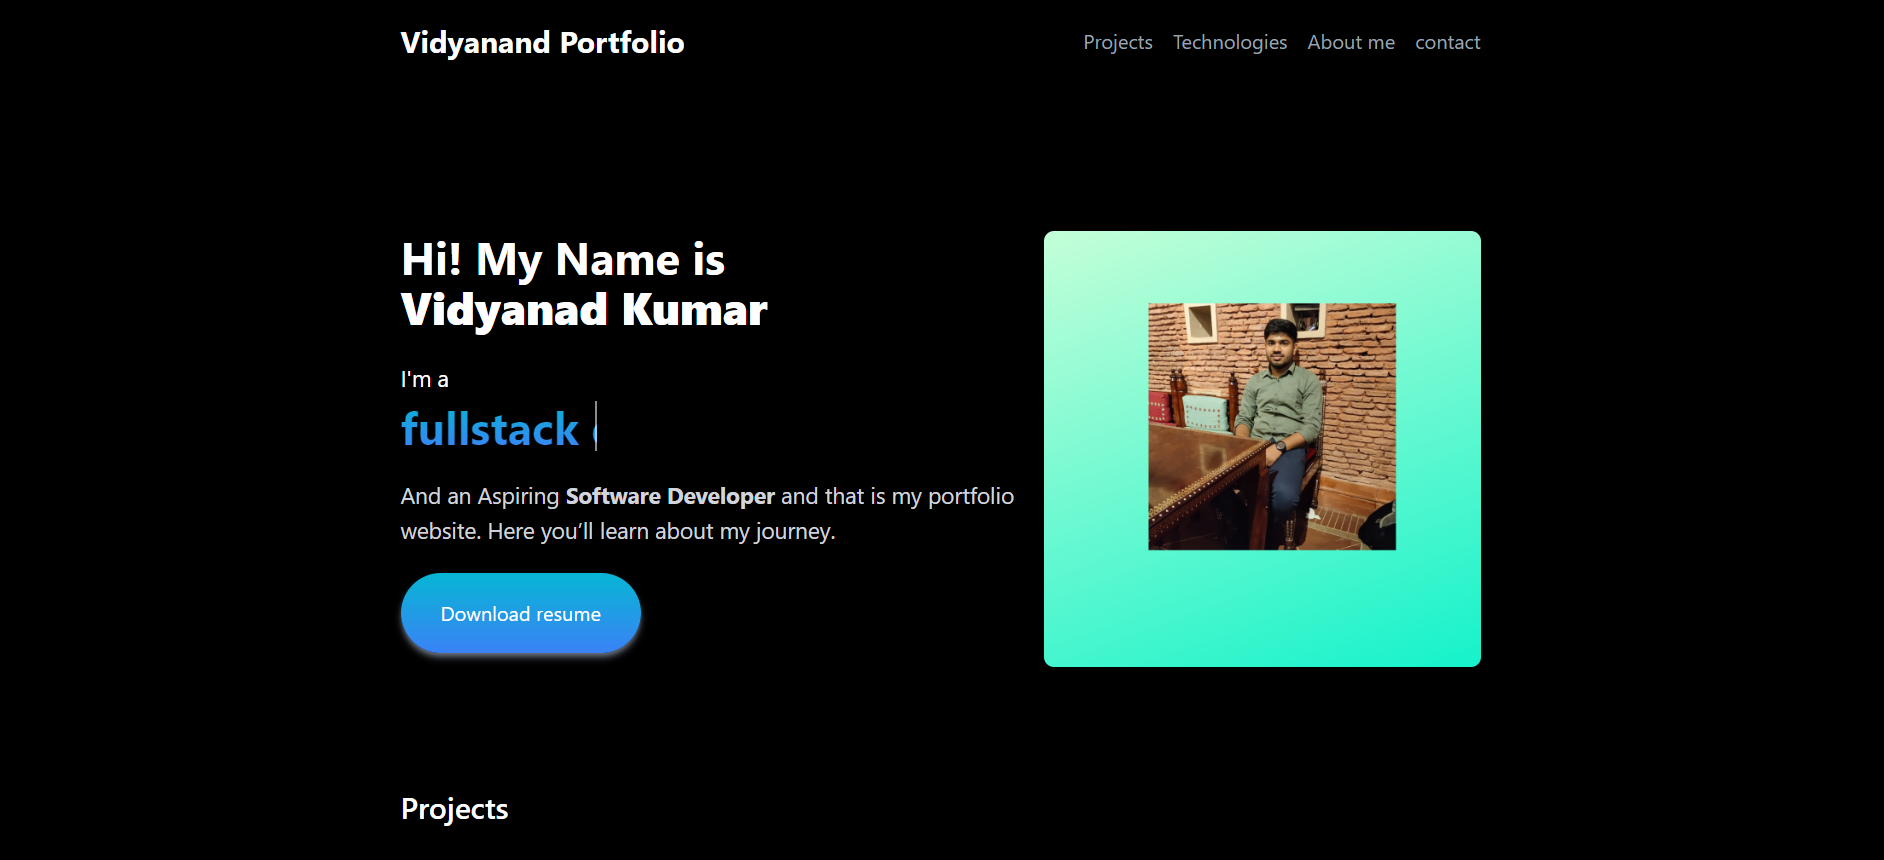 Vidyanand Portfolio
Projects Technologies About me contact
Hi! My Name is
Vidyanad Kumar
I'm a
fullstack
And an Aspiring Software Developer and that is my portfolio
website. Here you’ll learn about my journey.
Download resume
Projects